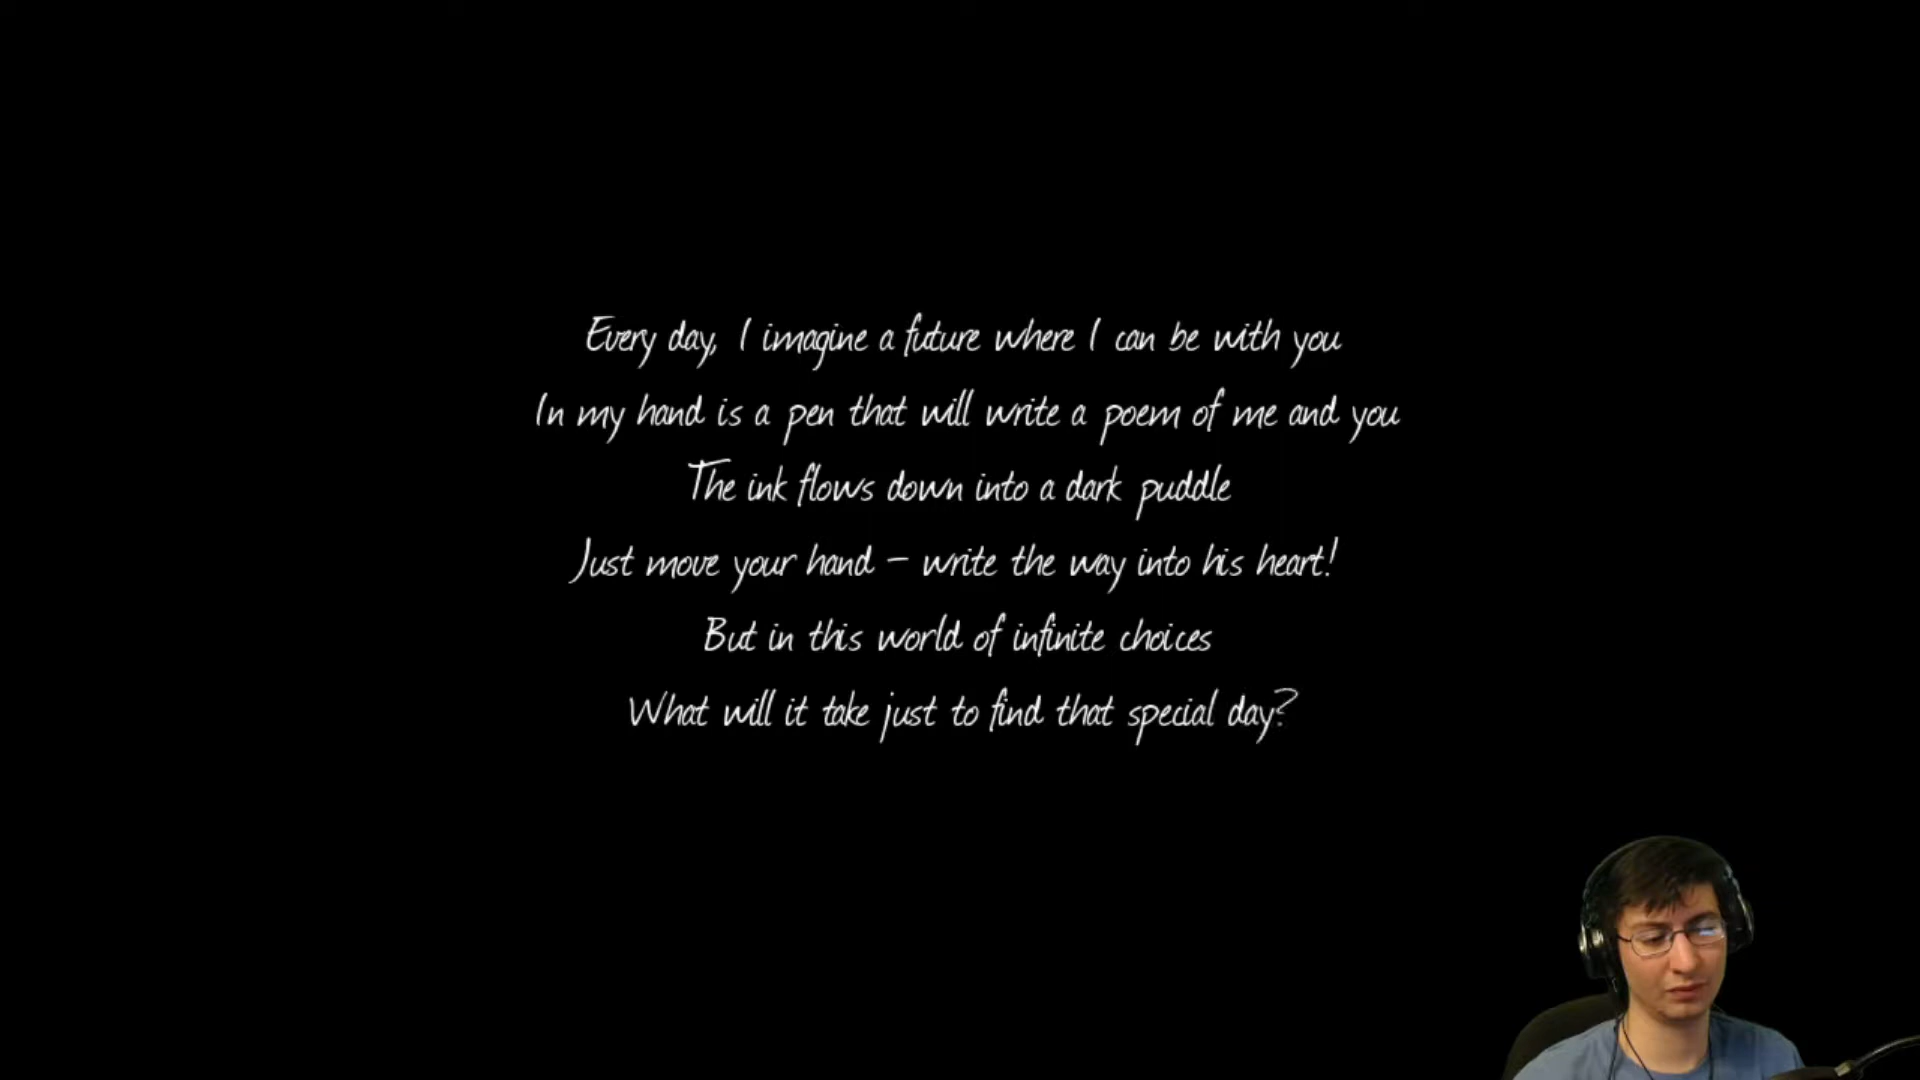 Every day, I imagine a future where I can be with you
In my hand is a pen that will write a poem of me and you
The ink flows down into a dark puddle
Just move your hand – write the way into his heart!
But in this world of infinite choices
What will it take just to find that special day?